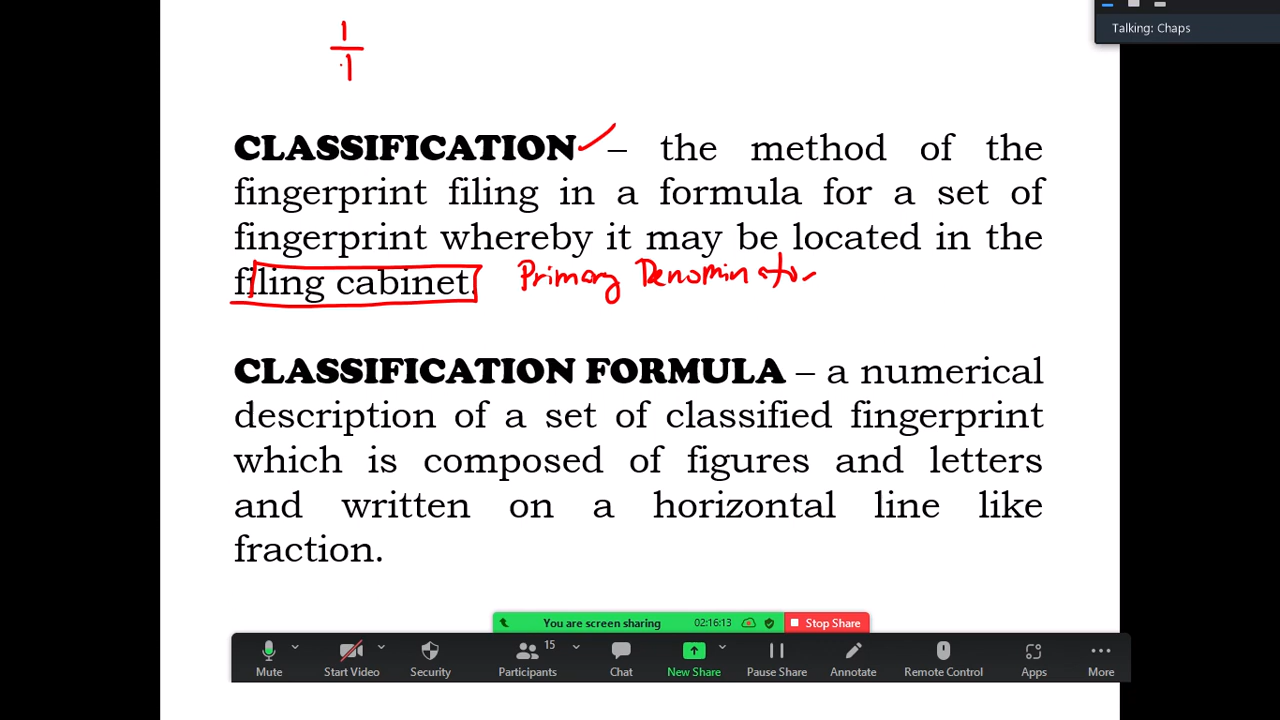 Talking: Chaps
1
1
CLASSIFICATION – the method of the
fingerprint filing in a formula for a set of
fingerprint whereby it may be located in the
filing cabinet. Primary Denominator
CLASSIFICATION FORMULA – a numerical
description of a set of classified fingerprint
which is composed of figures and letters
and written on a horizontal line like
fraction.
You are screen sharing 02:16:13 Stop Share
15
Mute Start Video Security Participants Chat New Share Pause Share Annotate Remote Control Apps More